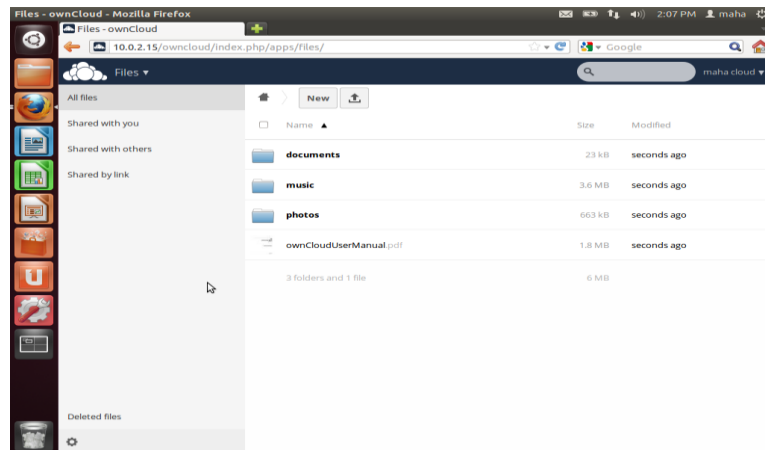 Files - ownCloud - Mozilla Firefox 2:07 PM maha
Files - ownCloud
10.0.2.15/owncloud/index.php/apps/files/ Google
Files maha cloud
All files New
Shared with you Name Size Modified
Shared with others documents 23 kB seconds ago
Shared by link music 3.6 MB seconds ago
photos 663 kB seconds ago
ownCloudUserManual.pdf 1.8 MB seconds ago
3 folders and 1 file 6 MB
Deleted files